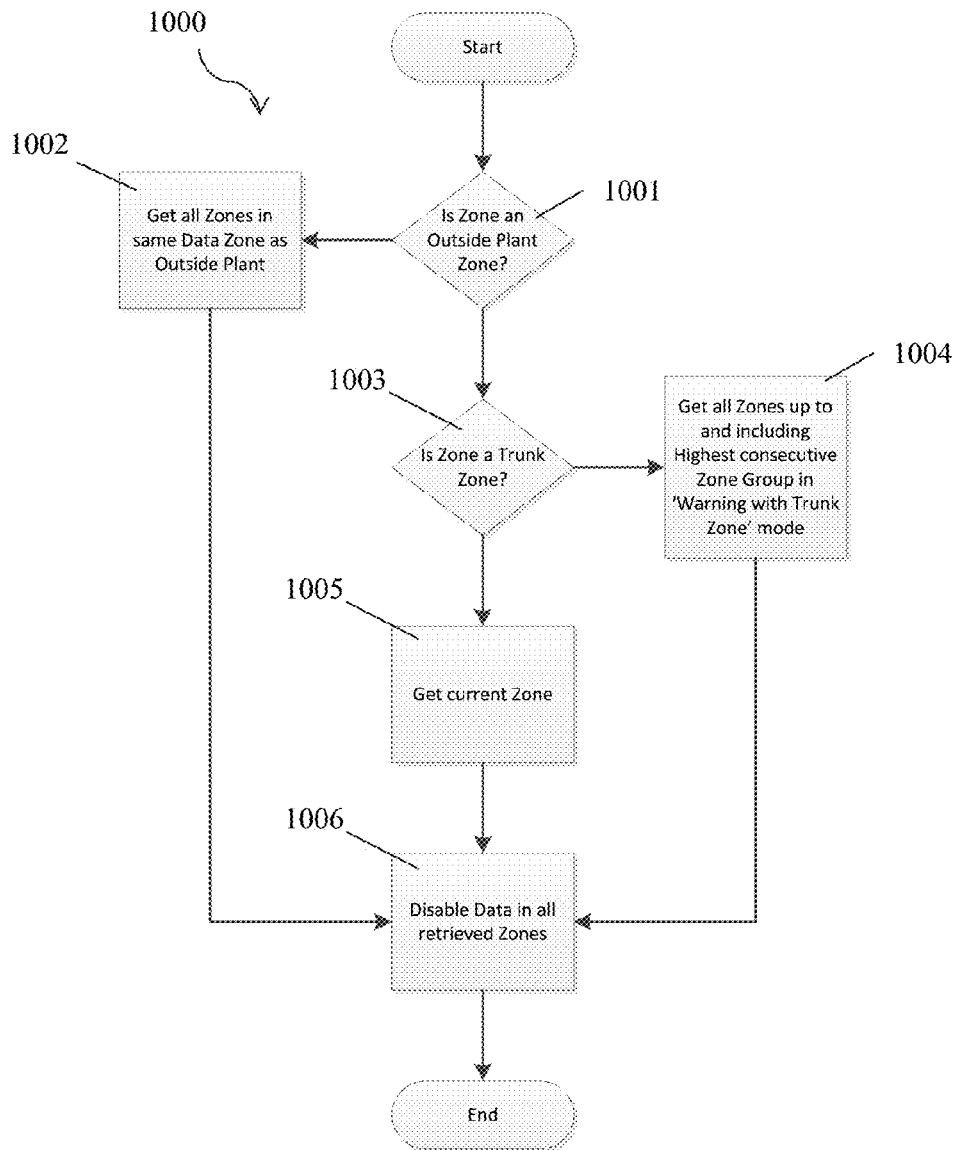 1000
Start
1002
1001
Get all Zones in
same Data Zone as
Outside Plant
Is Zone an
Outside Plant
Zone?
1003
1004
Is Zone a Trunk
Zone?
Get all Zones up to
and including
Highest consecutive
Zone Group in
'Warning with Trunk
Zone' mode
1005
Get current Zone
1006
Disable Data in all
retrieved Zones
End